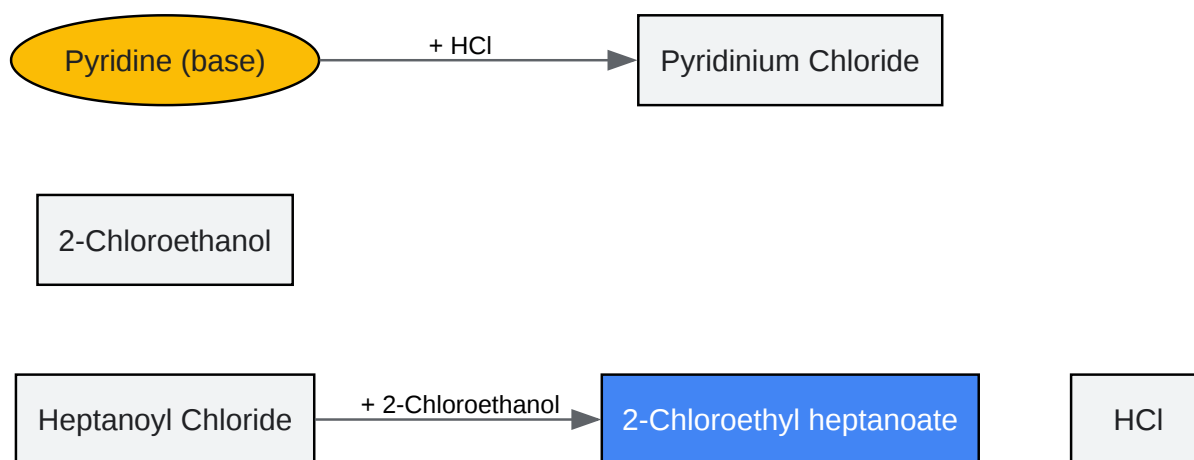 Pyridine (base)
+ HCl
Pyridinium Chloride
2-Chloroethanol
Heptanoyl Chloride
+ 2-Chloroethanol
2-Chloroethyl heptanoate
HCl